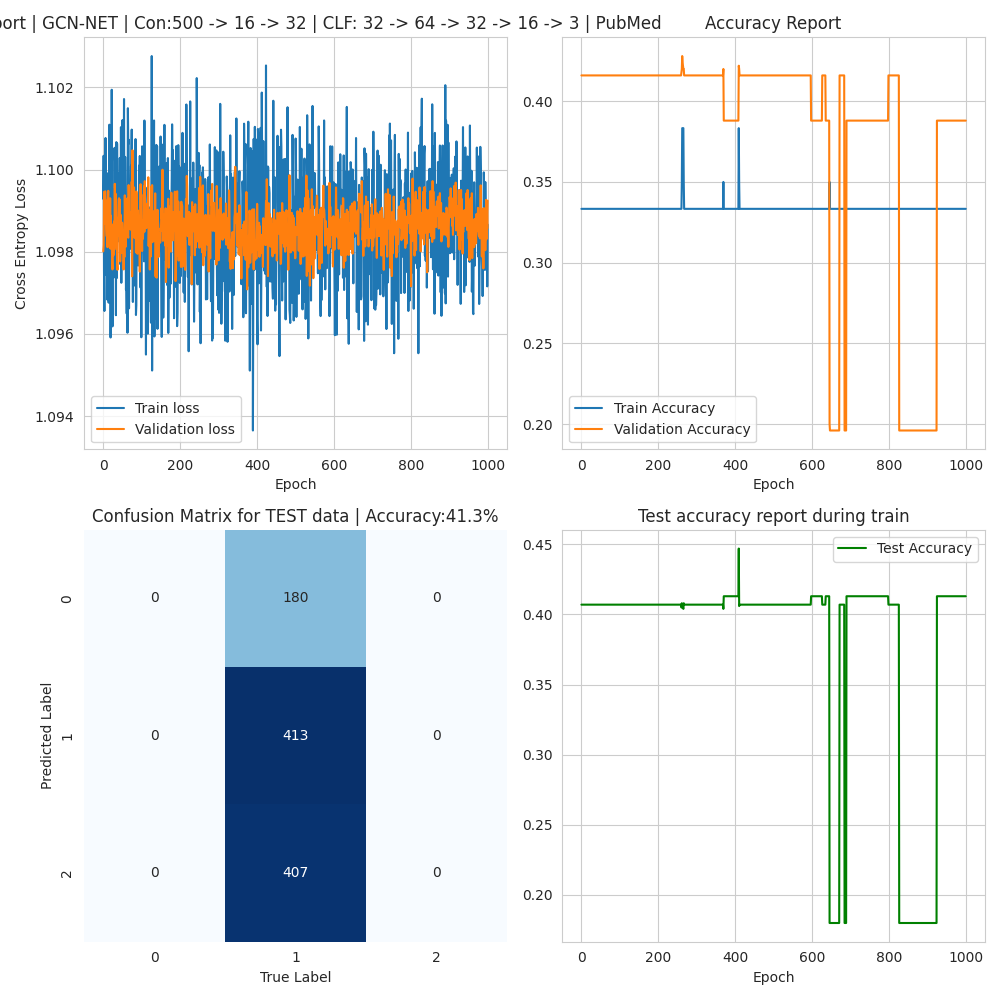 ort | GCN-NET | Con:500 -> 16 -> 32 | CLF: 32 -> 64 -> 32 -> 16 -> 3 | PubMed
Accuracy Report
1.102
1.100
1.098
1.096
1.094
Cross Entropy Loss
Train loss
Validation loss
0 200 400 600 800 1000
Epoch
0.40
0.35
0.30
0.25
0.20
Train Accuracy
Validation Accuracy
0 200 400 600 800 1000
Epoch
Confusion Matrix for TEST data | Accuracy:41.3%
Predicted Label
0
1
2
0 180 0
0 413 0
0 407 0
0 1 2
True Label
Test accuracy report during train
Test Accuracy
0.45
0.40
0.35
0.30
0.25
0.20
0 200 400 600 800 1000
Epoch